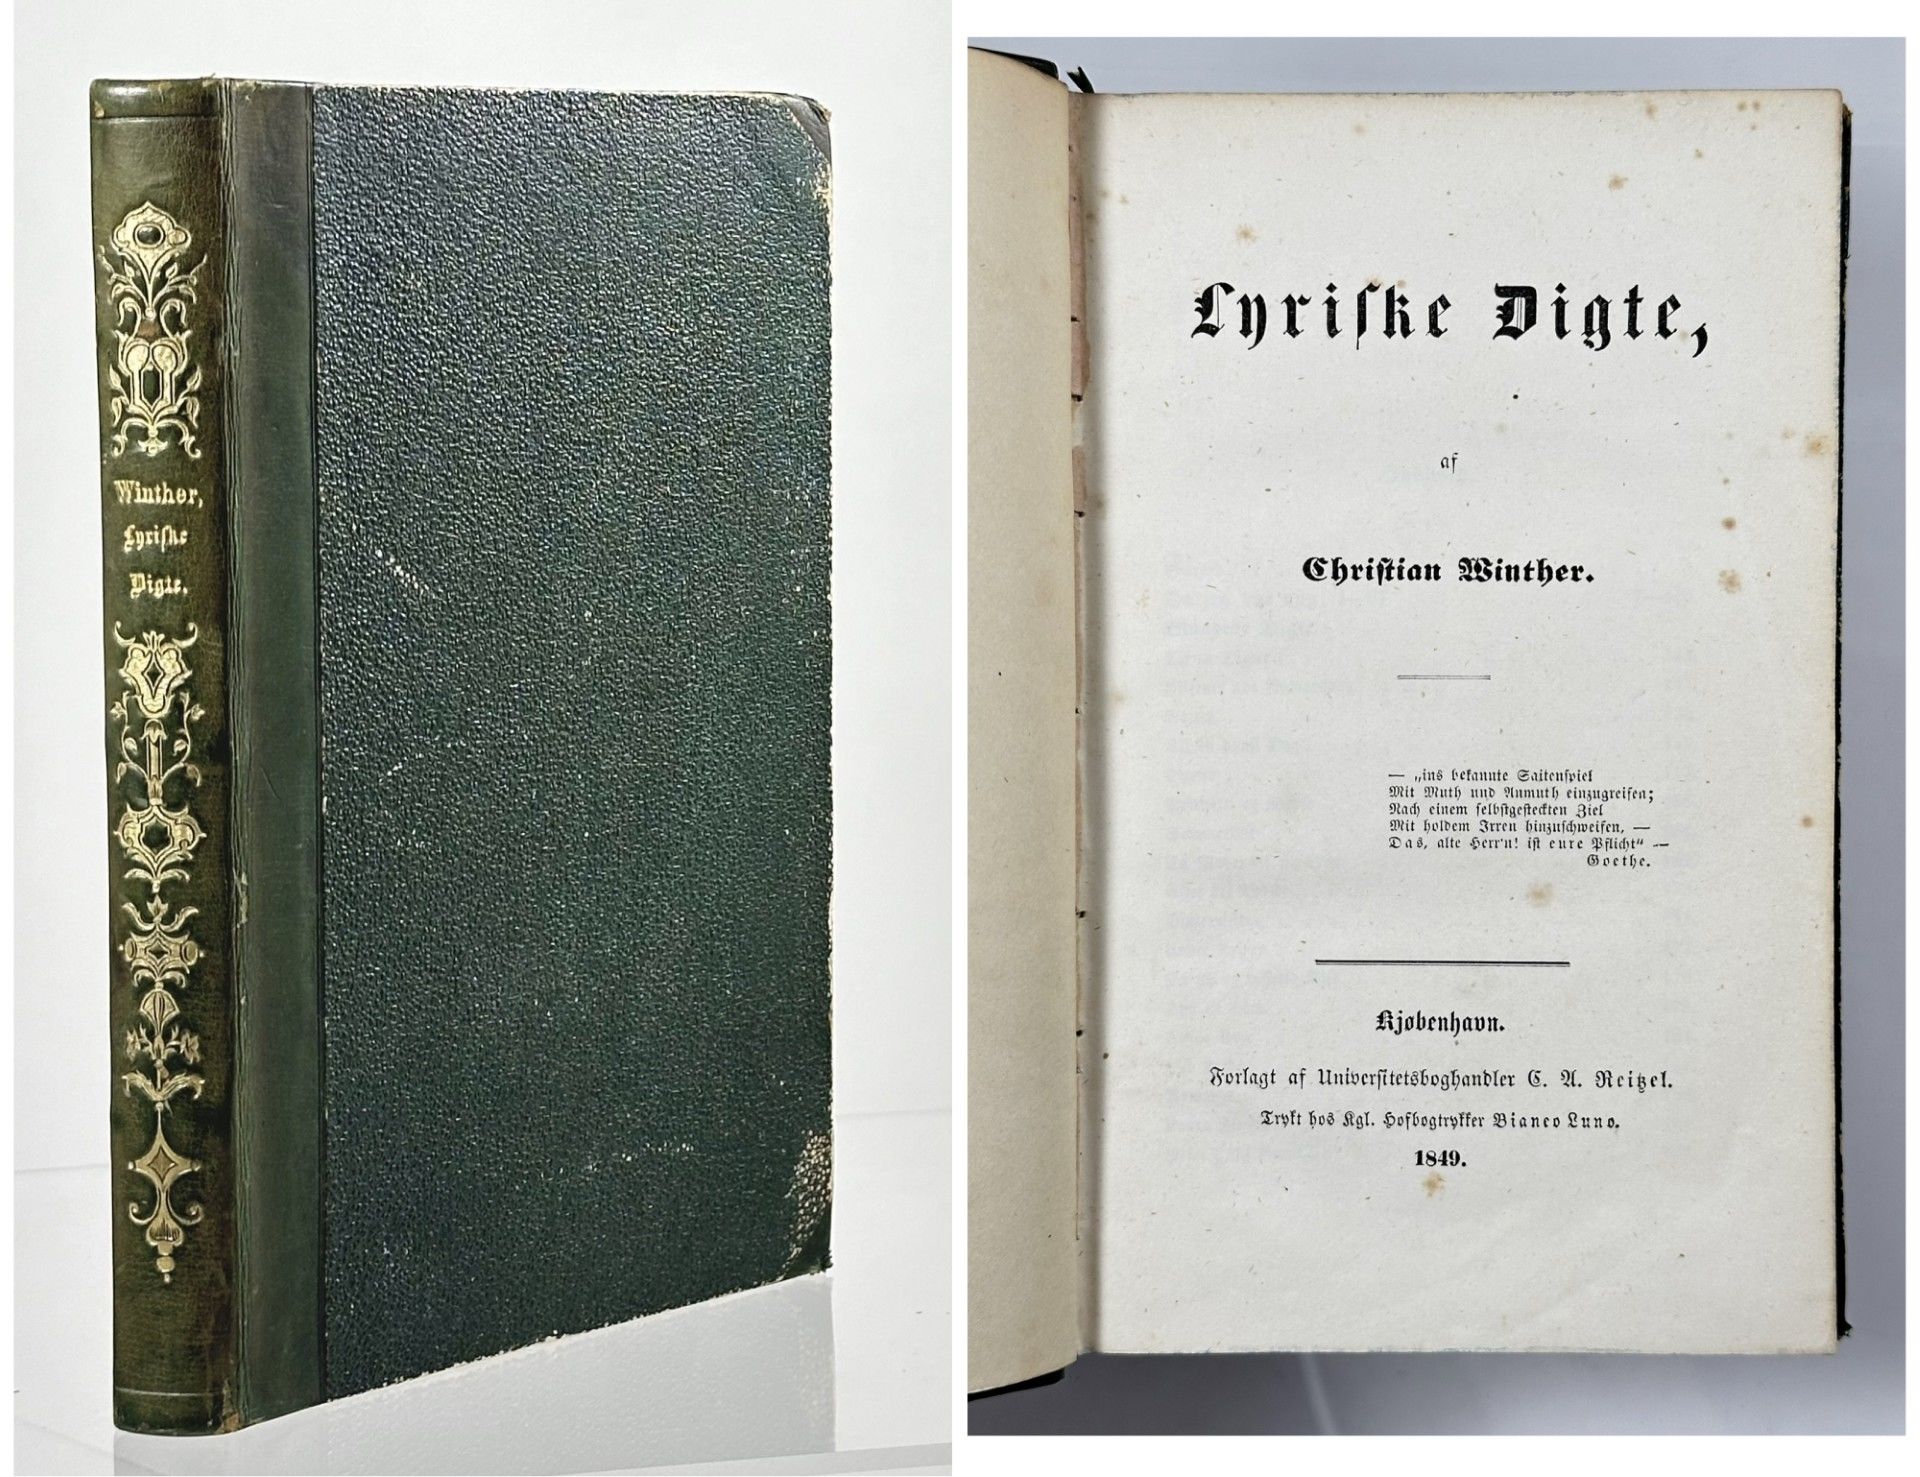 Winther,
Lyriſke
Digte.
Lyriſke Digte,
af
Chriſtian Winther.
— „ins bekannte Saitenſpiel
Mit Muth und Anmuth einzugreifen;
Nach einem ſelbſtgeſteckten Ziel
Mit holdem Irren hinzuſchweifen, —
Das, alte Herr'n! iſt eure Pflicht“ —
Goethe.
Kjøbenhavn.
Forlagt af Univerſitetsboghandler C. A. Reitzel.
Trykt hos Kgl. Hofbogtrykker Bianco Luno.
1849.